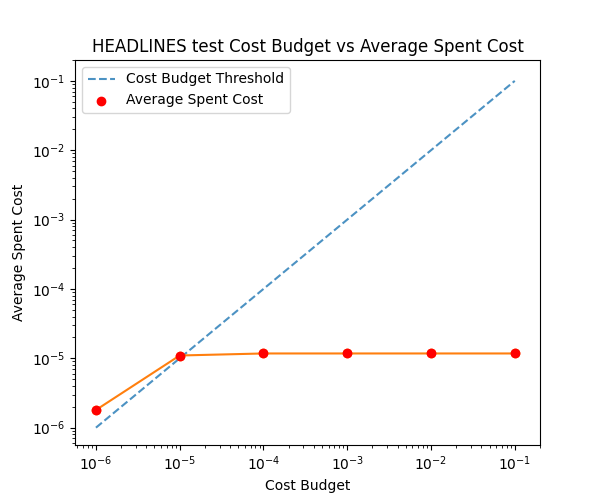 HEADLINES test Cost Budget vs Average Spent Cost
Cost Budget Threshold
Average Spent Cost
Average Spent Cost
10⁻¹
10⁻²
10⁻³
10⁻⁴
10⁻⁵
10⁻⁶
10⁻⁶ 10⁻⁵ 10⁻⁴ 10⁻³ 10⁻² 10⁻¹
Cost Budget